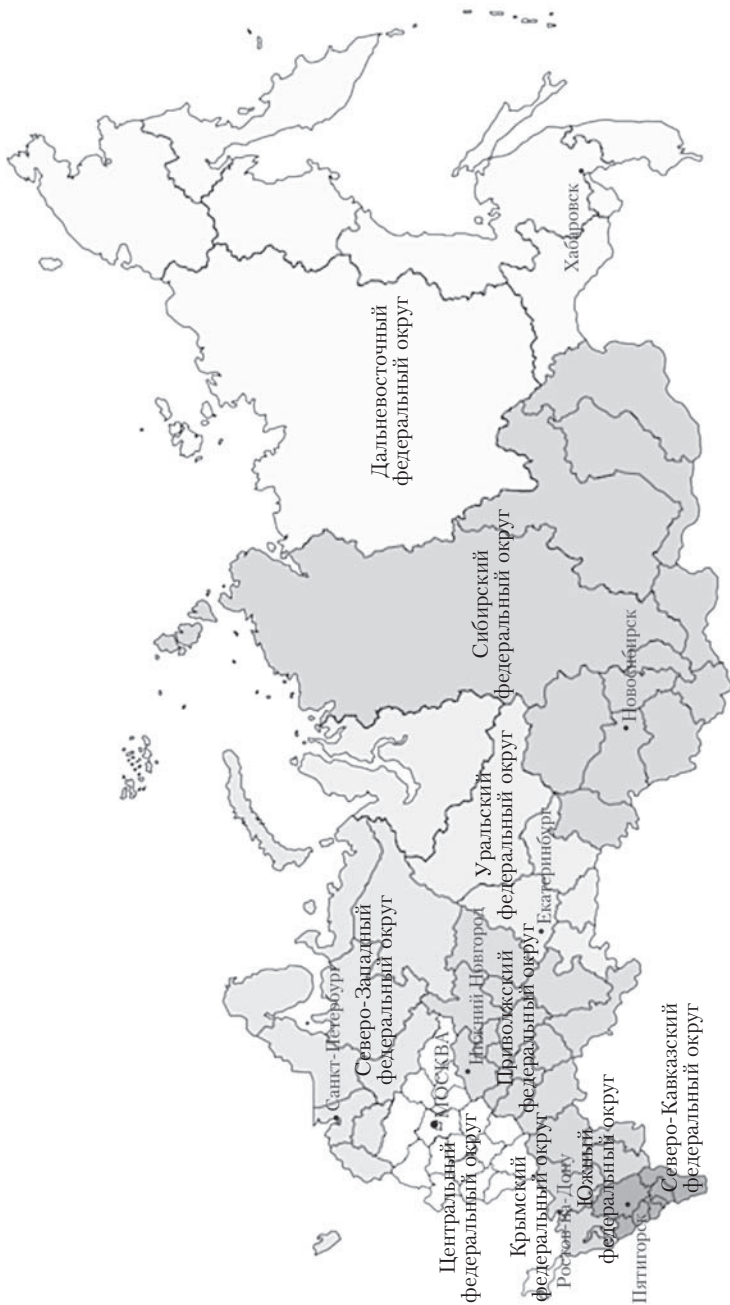 Северо-Западный
федеральный округ
Санкт-Петербург
Центральный
федеральный округ
МОСКВА
Нижний Новгород
Крымский
федеральный округ
Приволжский
федеральный округ
Уральский
федеральный округ
Екатеринбург
Ростов-на-Дону
Южный
федеральный округ
Пятигорск
Северо-Кавказский
федеральный округ
Сибирский
федеральный округ
Новосибирск
Дальневосточный
федеральный округ
Хабаровск